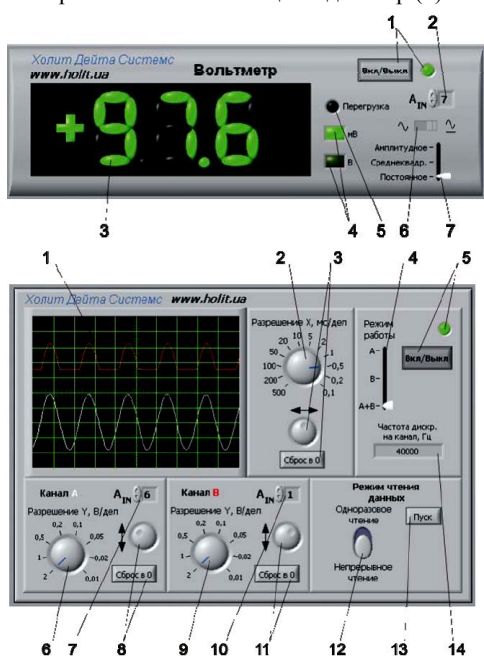 1 2
Холит Дейта Системс
www.holit.ua
Вольтметр
Вкл/Выкл
+97.6
Перегрузка
мВ
В
A IN 7
Амплитудное
Среднеквадр.
Постоянное
3 4 5 6 7
1 2 3 4 5
Холит Дейта Системс www.holit.ua
Разрешение X, мс/дел
500 200 100 50 20 10 5 2 1 0,5 0,2 0,1
Сброс в 0
Режим работы
A
B
A+B
Вкл/Выкл
Частота дискр.
на канал, Гц
40000
Канал A
A IN 6
Разрешение Y, В/дел
2 1 0,5 0,2 0,1 0,05 0,02 0,01
Сброс в 0
Канал B
A IN 1
Разрешение Y, В/дел
2 1 0,5 0,2 0,1 0,05 0,02 0,01
Сброс в 0
Режим чтения
данных
Одноразовое
чтение
Пуск
Непрерывное
чтение
6 7 8 9 10 11 12 13 14